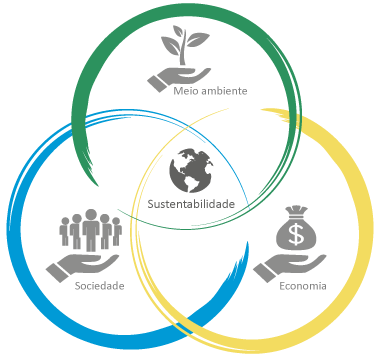 Meio ambiente
Sustentabilidade
$
Sociedade
Economia